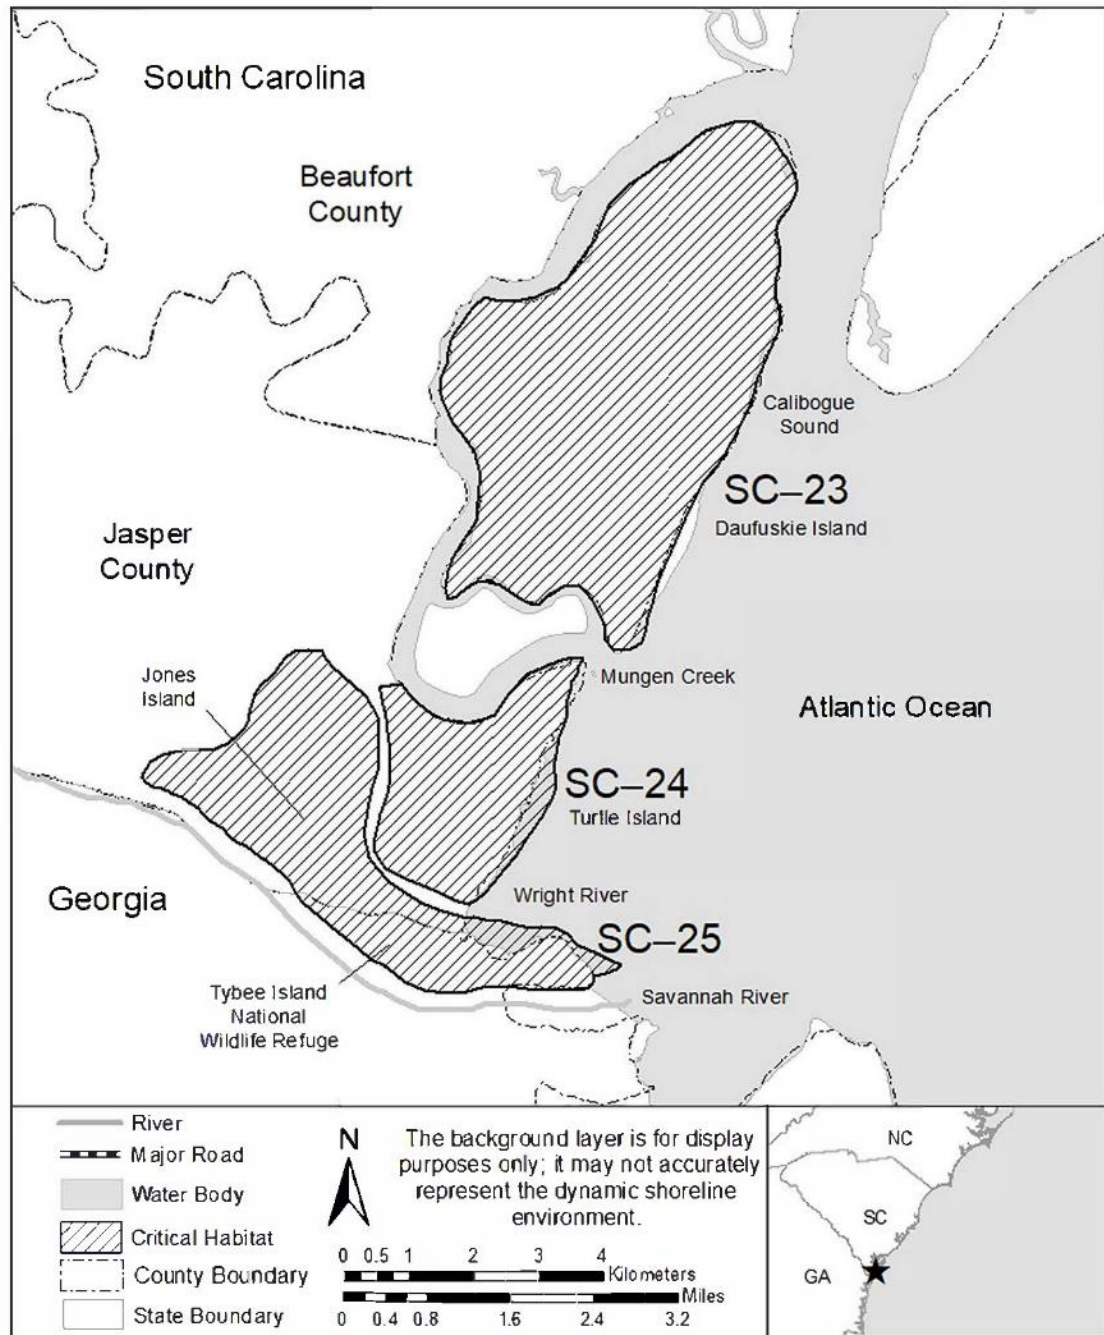 South Carolina
Beaufort
County
Calibogue
Sound
SC–23
Daufuskie Island
Jasper
County
Jones
Island
Mungen Creek
Atlantic Ocean
SC–24
Turtle Island
Georgia
Wright River
SC–25
Tybee Island
National
Wildlife Refuge
Savannah River
River
Major Road
Water Body
Critical Habitat
County Boundary
State Boundary
N
The background layer is for display
purposes only; it may not accurately
represent the dynamic shoreline
environment.
0 0.5 1 2 3 4
Kilometers
Miles
0 0.4 0.8 1.6 2.4 3.2
NC
SC
GA